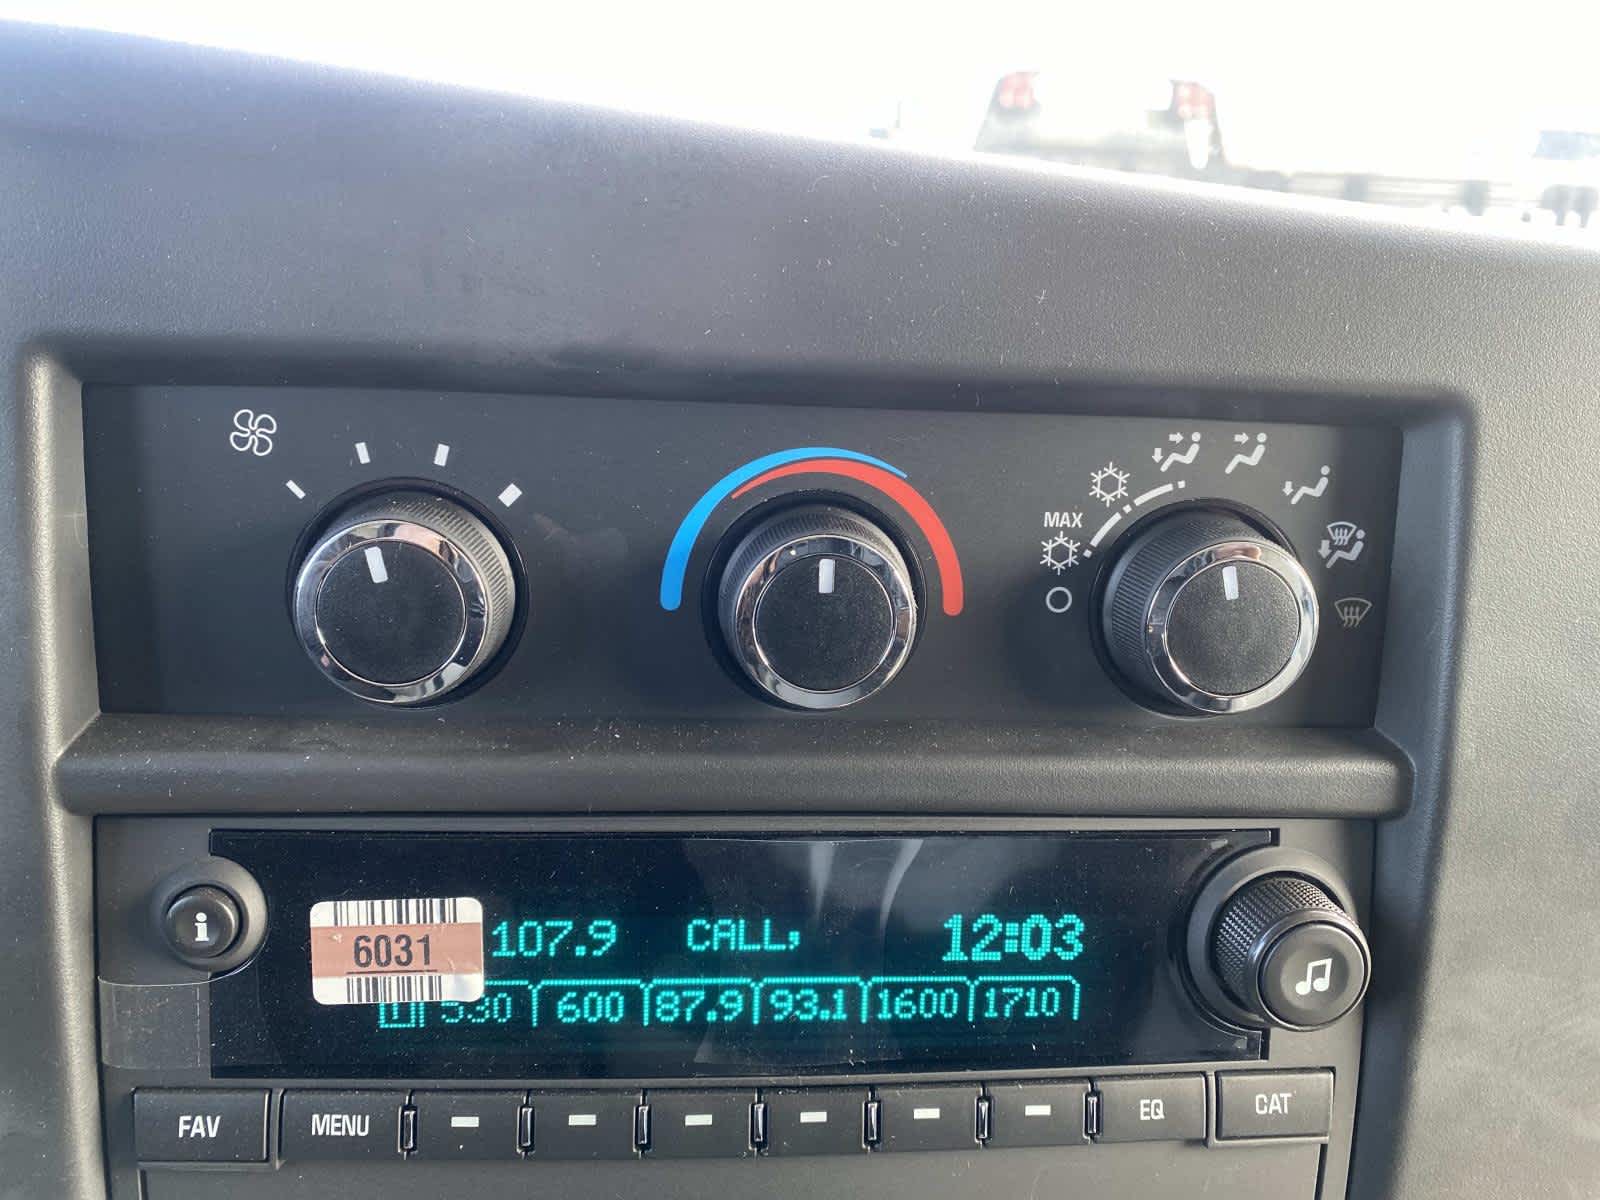 MAX
i
6031
107.9 CALL, 12:03
1 530 600 87.9 93.1 1600 1710
FAV MENU EQ CAT